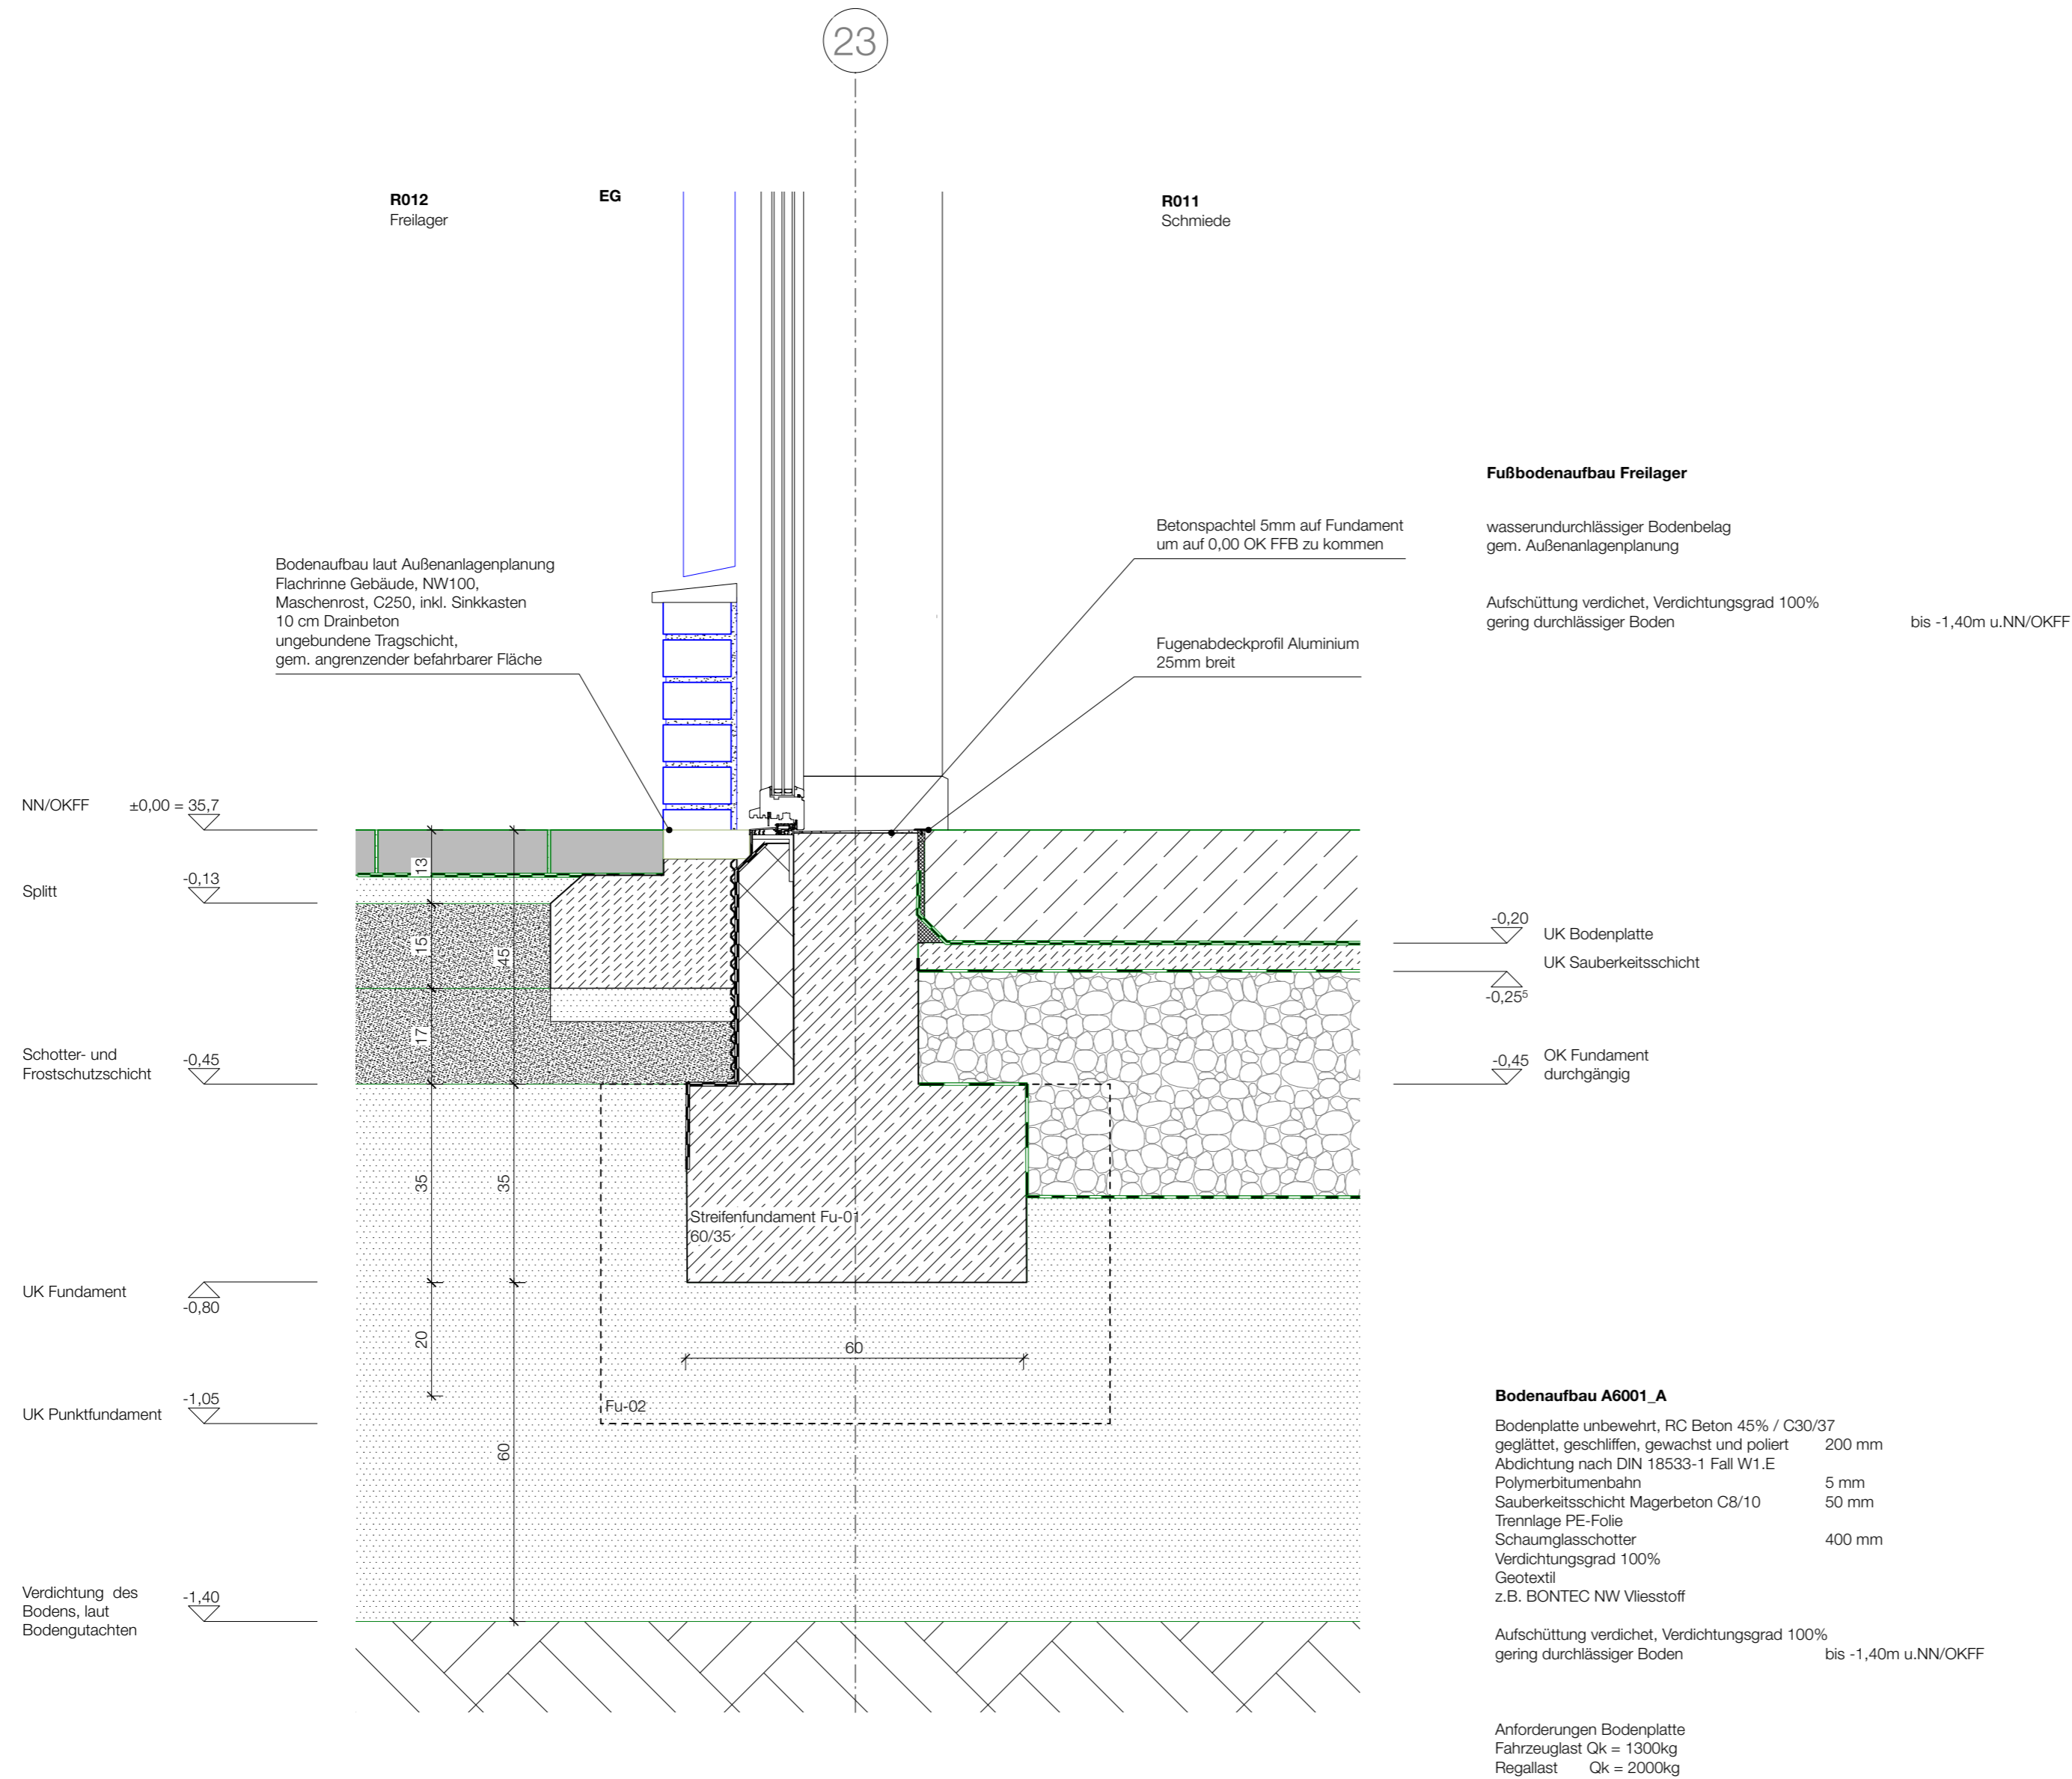 23
R012
Freilager
EG
R011
Schmiede
Fußbodenaufbau Freilager
wasserundurchlässiger Bodenbelag
gem. Außenanlagenplanung
Aufschüttung verdichet, Verdichtungsgrad 100%
gering durchlässiger Boden bis -1,40m u.NN/OKFF
Betonspachtel 5mm auf Fundament
um auf 0,00 OK FFB zu kommen
Bodenaufbau laut Außenanlagenplanung
Flachrinne Gebäude, NW100,
Maschenrost, C250, inkl. Sinkkasten
10 cm Drainbeton
ungebundene Tragschicht,
gem. angrenzender befahrbarer Fläche
Fugenabdeckprofil Aluminium
25mm breit
NN/OKFF ±0,00 = 35,7
Splitt -0,13
Schotter- und
Frostschutzschicht
-0,45
UK Fundament
-0,80
UK Punktfundament
-1,05
Verdichtung des
Bodens, laut
Bodengutachten
-1,40
13
15
17
35
20
45
35
60
60
Streifenfundament Fu-01
60/35
Fu-02
-0,20
UK Bodenplatte
UK Sauberkeitsschicht
-0,25⁵
-0,45
OK Fundament
durchgängig
Bodenaufbau A6001_A
Bodenplatte unbewehrt, RC Beton 45% / C30/37
geglättet, geschliffen, gewachst und poliert 200 mm
Abdichtung nach DIN 18533-1 Fall W1.E
Polymerbitumenbahn 5 mm
Sauberkeitsschicht Magerbeton C8/10 50 mm
Trennlage PE-Folie
Schaumglasschotter 400 mm
Verdichtungsgrad 100%
Geotextil
z.B. BONTEC NW Vliesstoff
Aufschüttung verdichet, Verdichtungsgrad 100%
gering durchlässiger Boden bis -1,40m u.NN/OKFF
Anforderungen Bodenplatte
Fahrzeuglast Qk = 1300kg
Regallast Qk = 2000kg